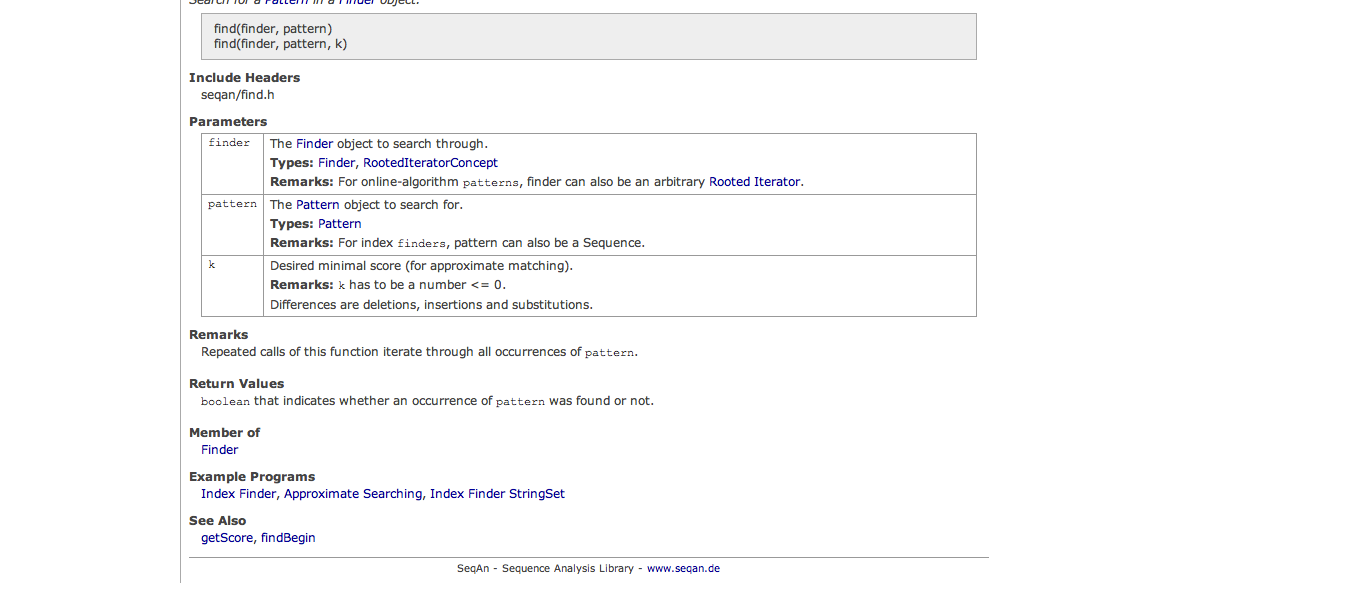 Search for a Pattern in a Finder object.
find(finder, pattern)
find(finder, pattern, k)
Include Headers
seqan/find.h
Parameters
finder
The Finder object to search through.
Types: Finder, RootedIteratorConcept
Remarks: For online-algorithm patterns, finder can also be an arbitrary Rooted Iterator.
pattern
The Pattern object to search for.
Types: Pattern
Remarks: For index finders, pattern can also be a Sequence.
k
Desired minimal score (for approximate matching).
Remarks: k has to be a number <= 0.
Differences are deletions, insertions and substitutions.
Remarks
Repeated calls of this function iterate through all occurrences of pattern.
Return Values
boolean that indicates whether an occurrence of pattern was found or not.
Member of
Finder
Example Programs
Index Finder, Approximate Searching, Index Finder StringSet
See Also
getScore, findBegin
SeqAn - Sequence Analysis Library - www.seqan.de